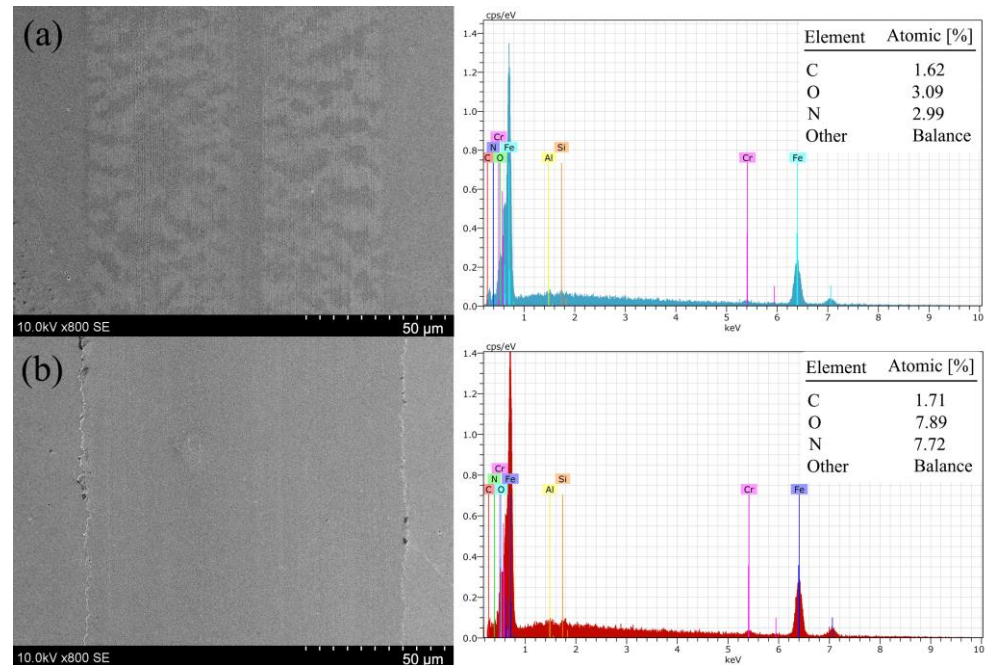 (a)
10.0kV x800 SE 50 µm
cps/eV
1.4
1.2
1.0
0.8
0.6
0.4
0.2
0.0
Cr
C N O Fe Al Si Cr Fe
1 2 3 4 5 6 7 8 9 10
keV
Element Atomic [%]
C 1.62
O 3.09
N 2.99
Other Balance
(b)
10.0kV x800 SE 50 µm
cps/eV
1.4
1.2
1.0
0.8
0.6
0.4
0.2
0.0
Cr
N
C O Fe Al Si Cr Fe
1 2 3 4 5 6 7 8 9 10
keV
Element Atomic [%]
C 1.71
O 7.89
N 7.72
Other Balance